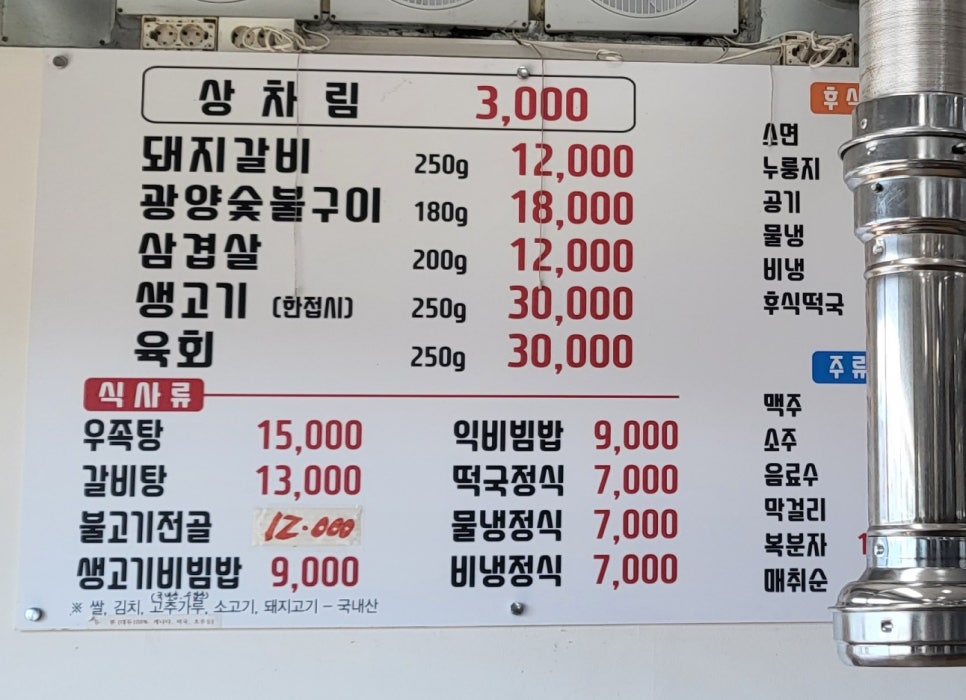 상차림 3,000
돼지갈비 250g 12,000
광양숯불구이 180g 18,000
삼겹살 200g 12,000
생고기 (한접시) 250g 30,000
육회 250g 30,000
식사류
우족탕 15,000
갈비탕 13,000
불고기전골 12.000
생고기비빔밥 9,000
익비빔밥 9,000
떡국정식 7,000
물냉정식 7,000
비냉정식 7,000
※ 쌀, 김치, 고추가루, 소고기, 돼지고기 - 국내산
후식
소면
누룽지
공기
물냉
비냉
후식떡국
주류
맥주
소주
음료수
막걸리
복분자 1
매취순